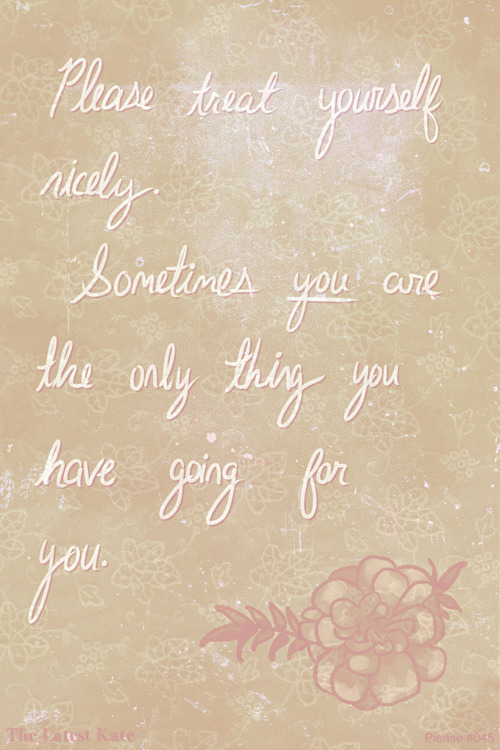 Please treat yourself
nicely.
Sometimes you are
the only thing you
have going for
you.
The Latest Kate
Please #045